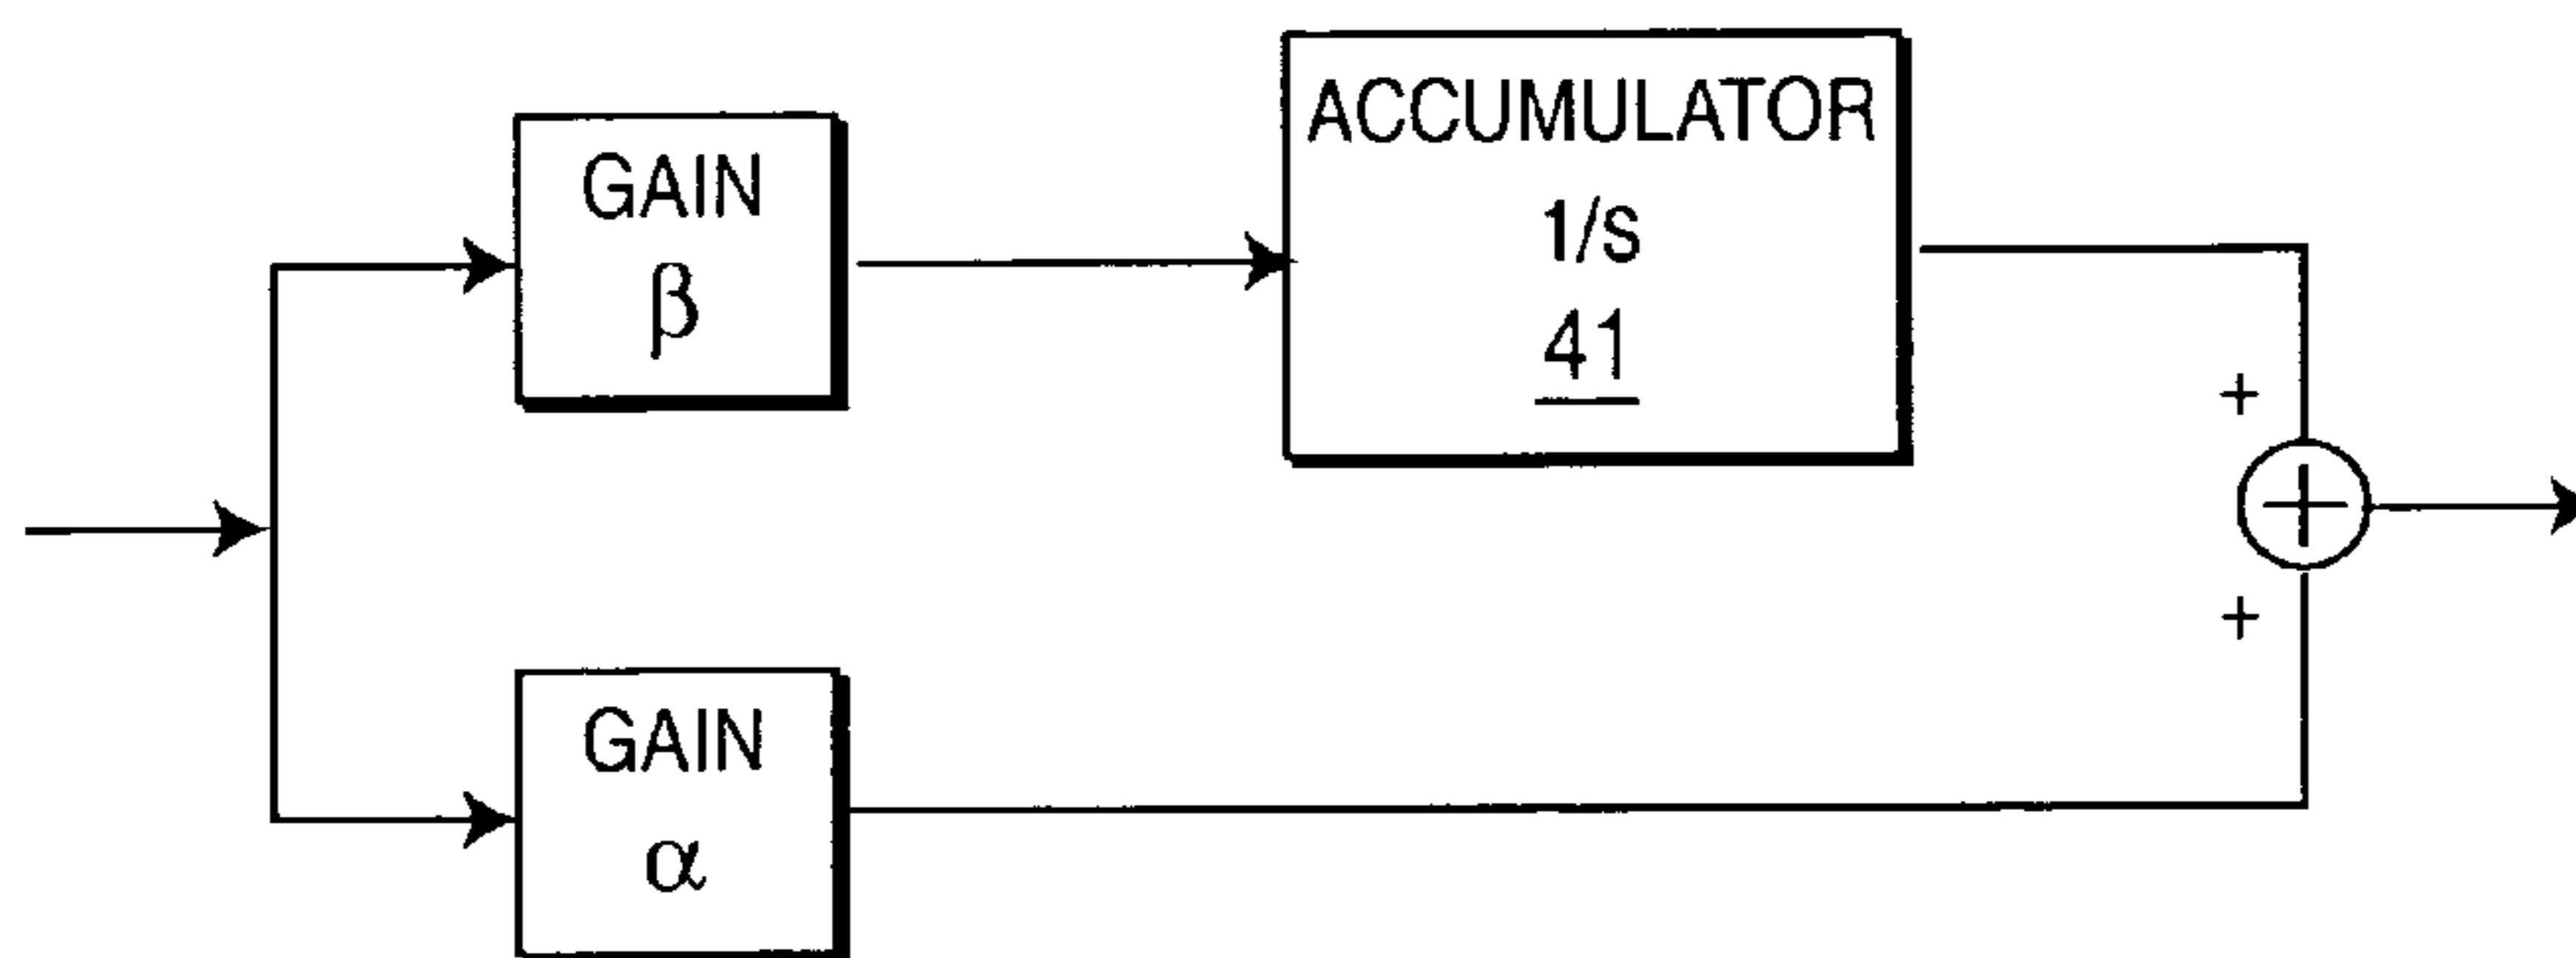 GAIN
β
ACCUMULATOR
1/s
41
+
+
GAIN
α